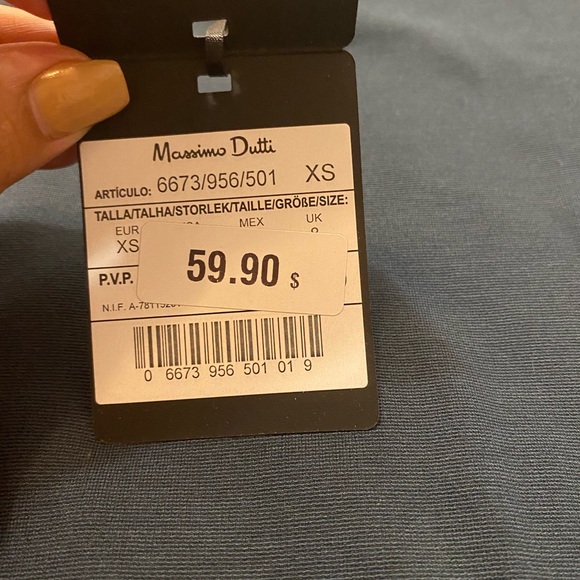 Massimo Dutti
ARTÍCULO: 6673/956/501 XS
TALLA/TALHA/STORLEK/TAILLE/GRÖßE/SIZE:
EUR MEX UK
XS
59.90 $
P.V.P.
N.I.F. A-78115201
0 6673 956 501 01 9